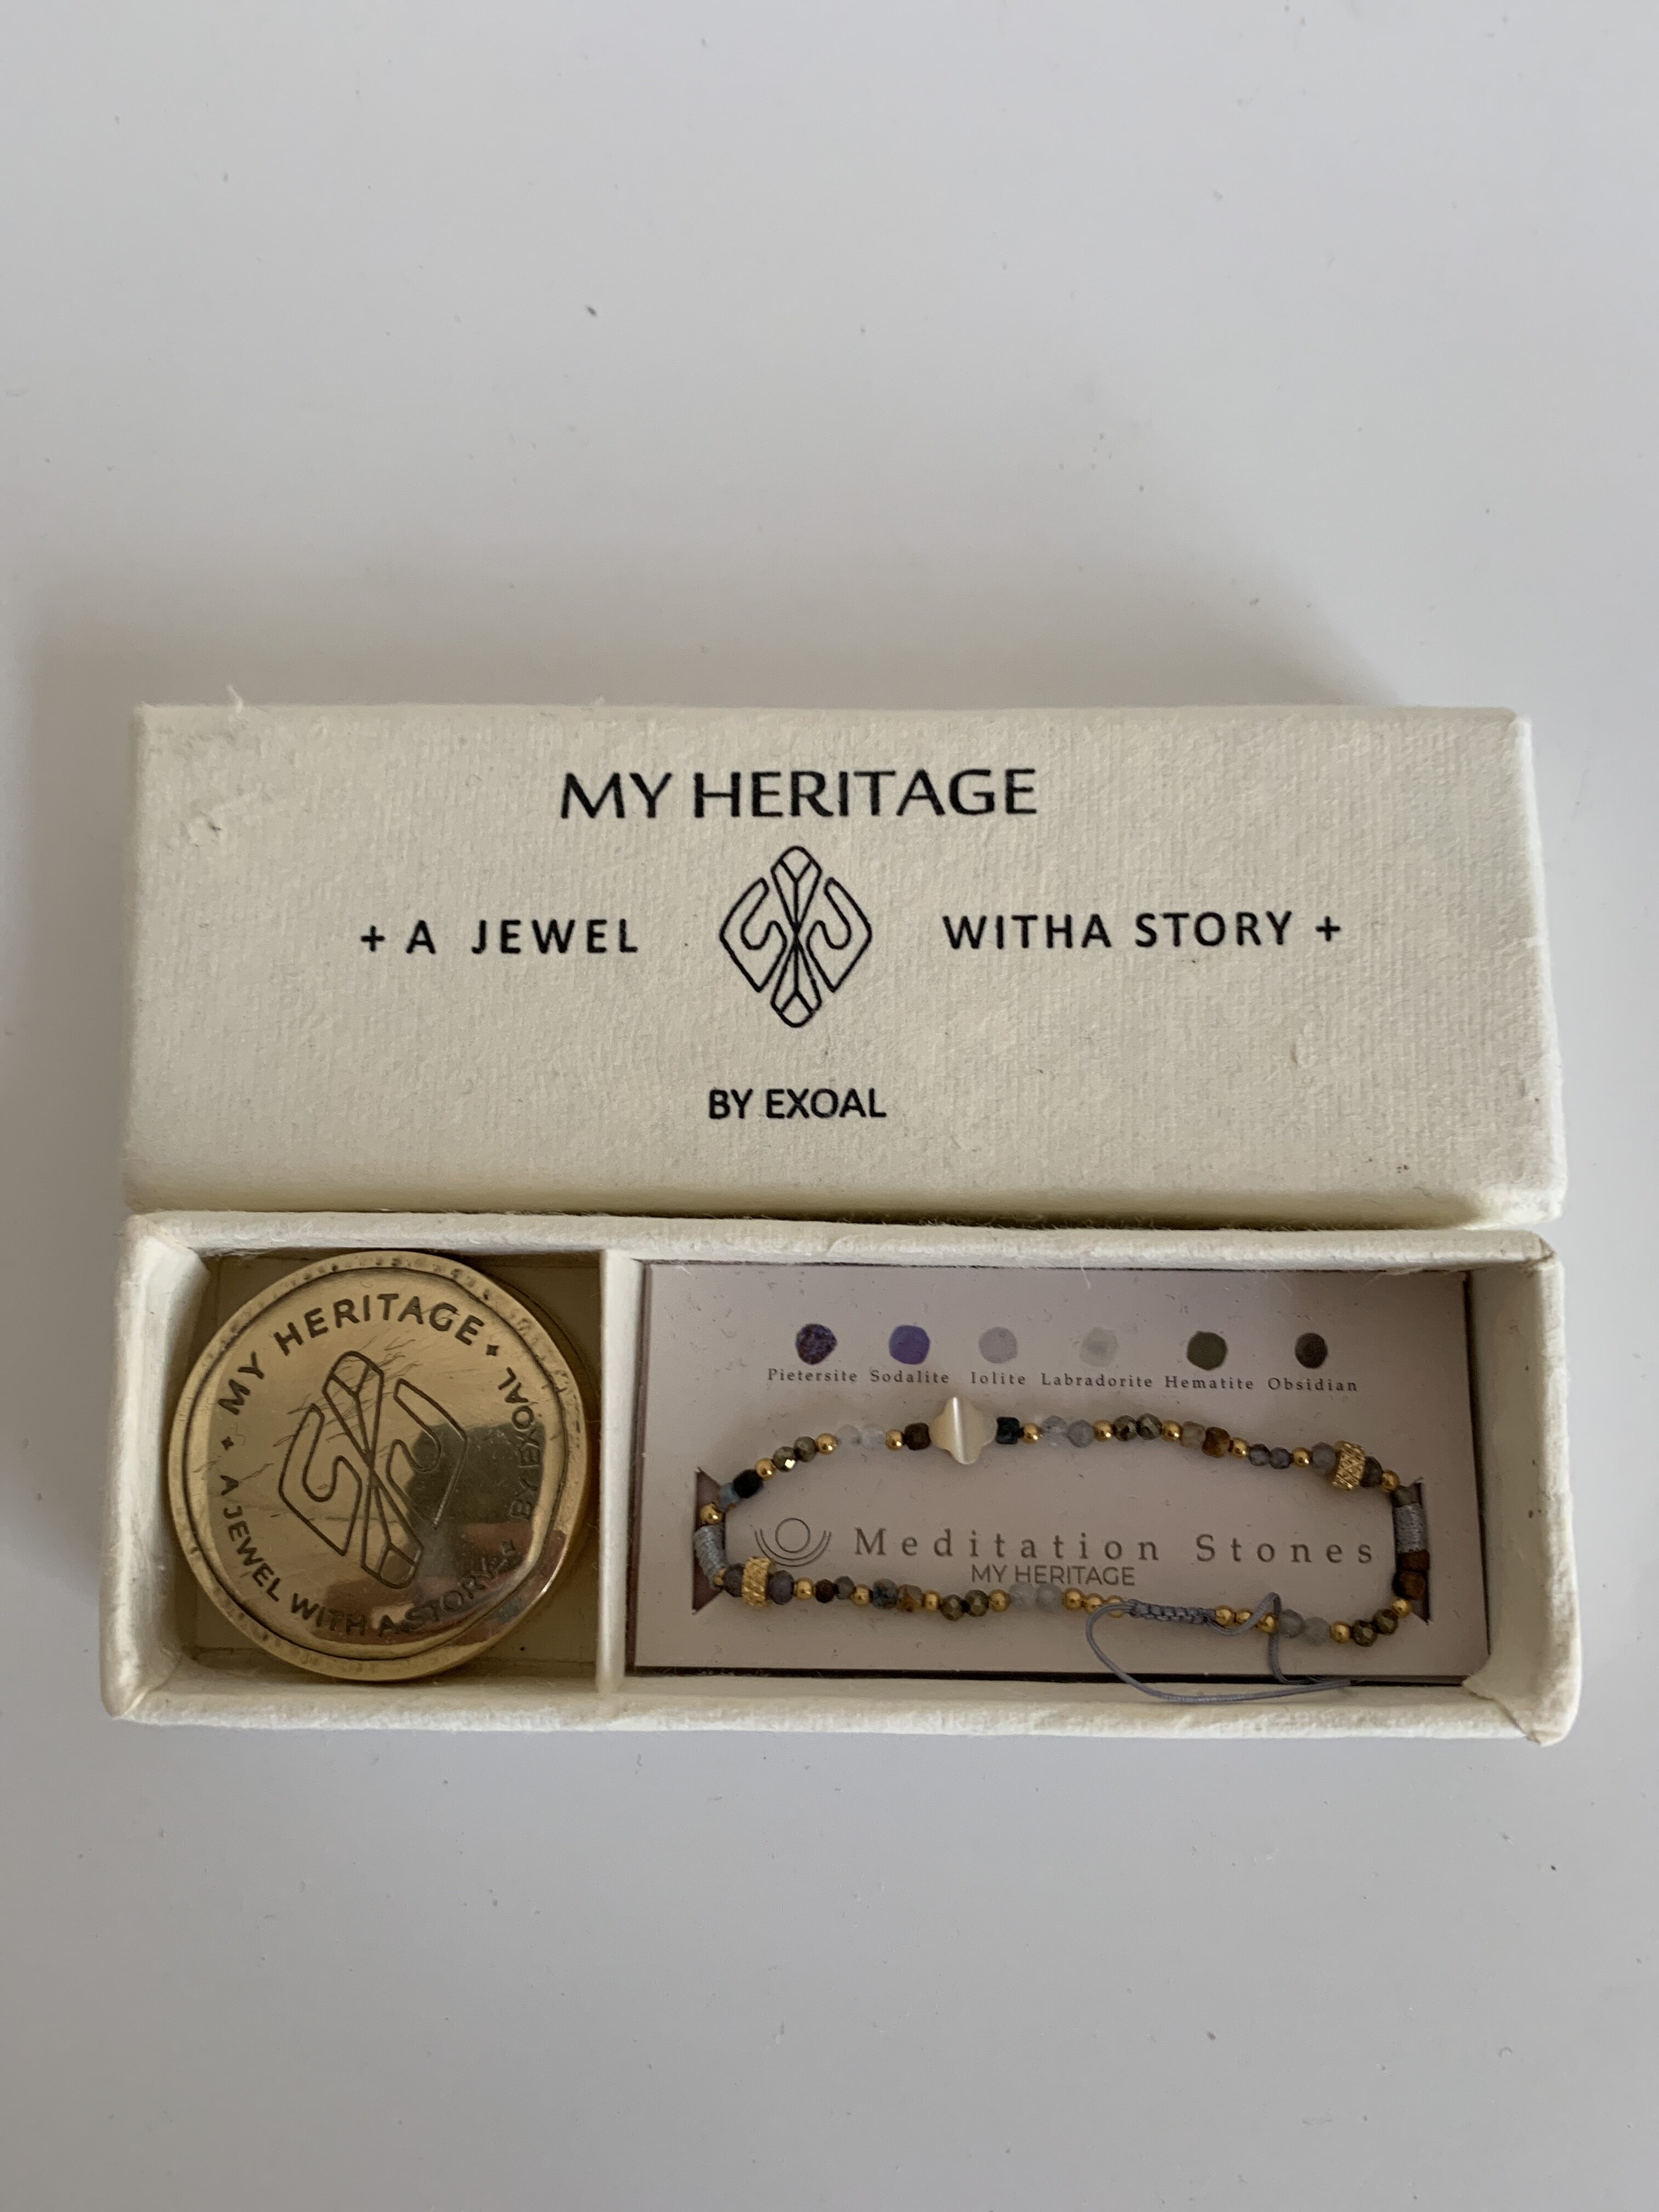 MY HERITAGE
+ A JEWEL WITHA STORY +
BY EXOAL
MY HERITAGE
BY EXOAL
A JEWEL WITH A STORY
Pietersite Sodalite Iolite Labradorite Hematite Obsidian
Meditation Stones
MY HERITAGE